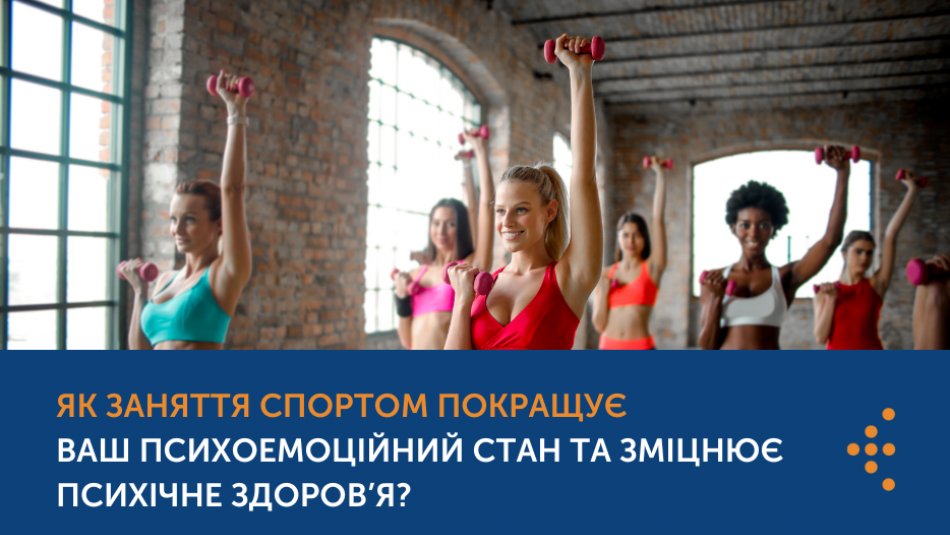 ЯК ЗАНЯТТЯ СПОРТОМ ПОКРАЩУЄ
ВАШ ПСИХОЕМОЦІЙНИЙ СТАН ТА ЗМІЦНЮЄ
ПСИХІЧНЕ ЗДОРОВ’Я?